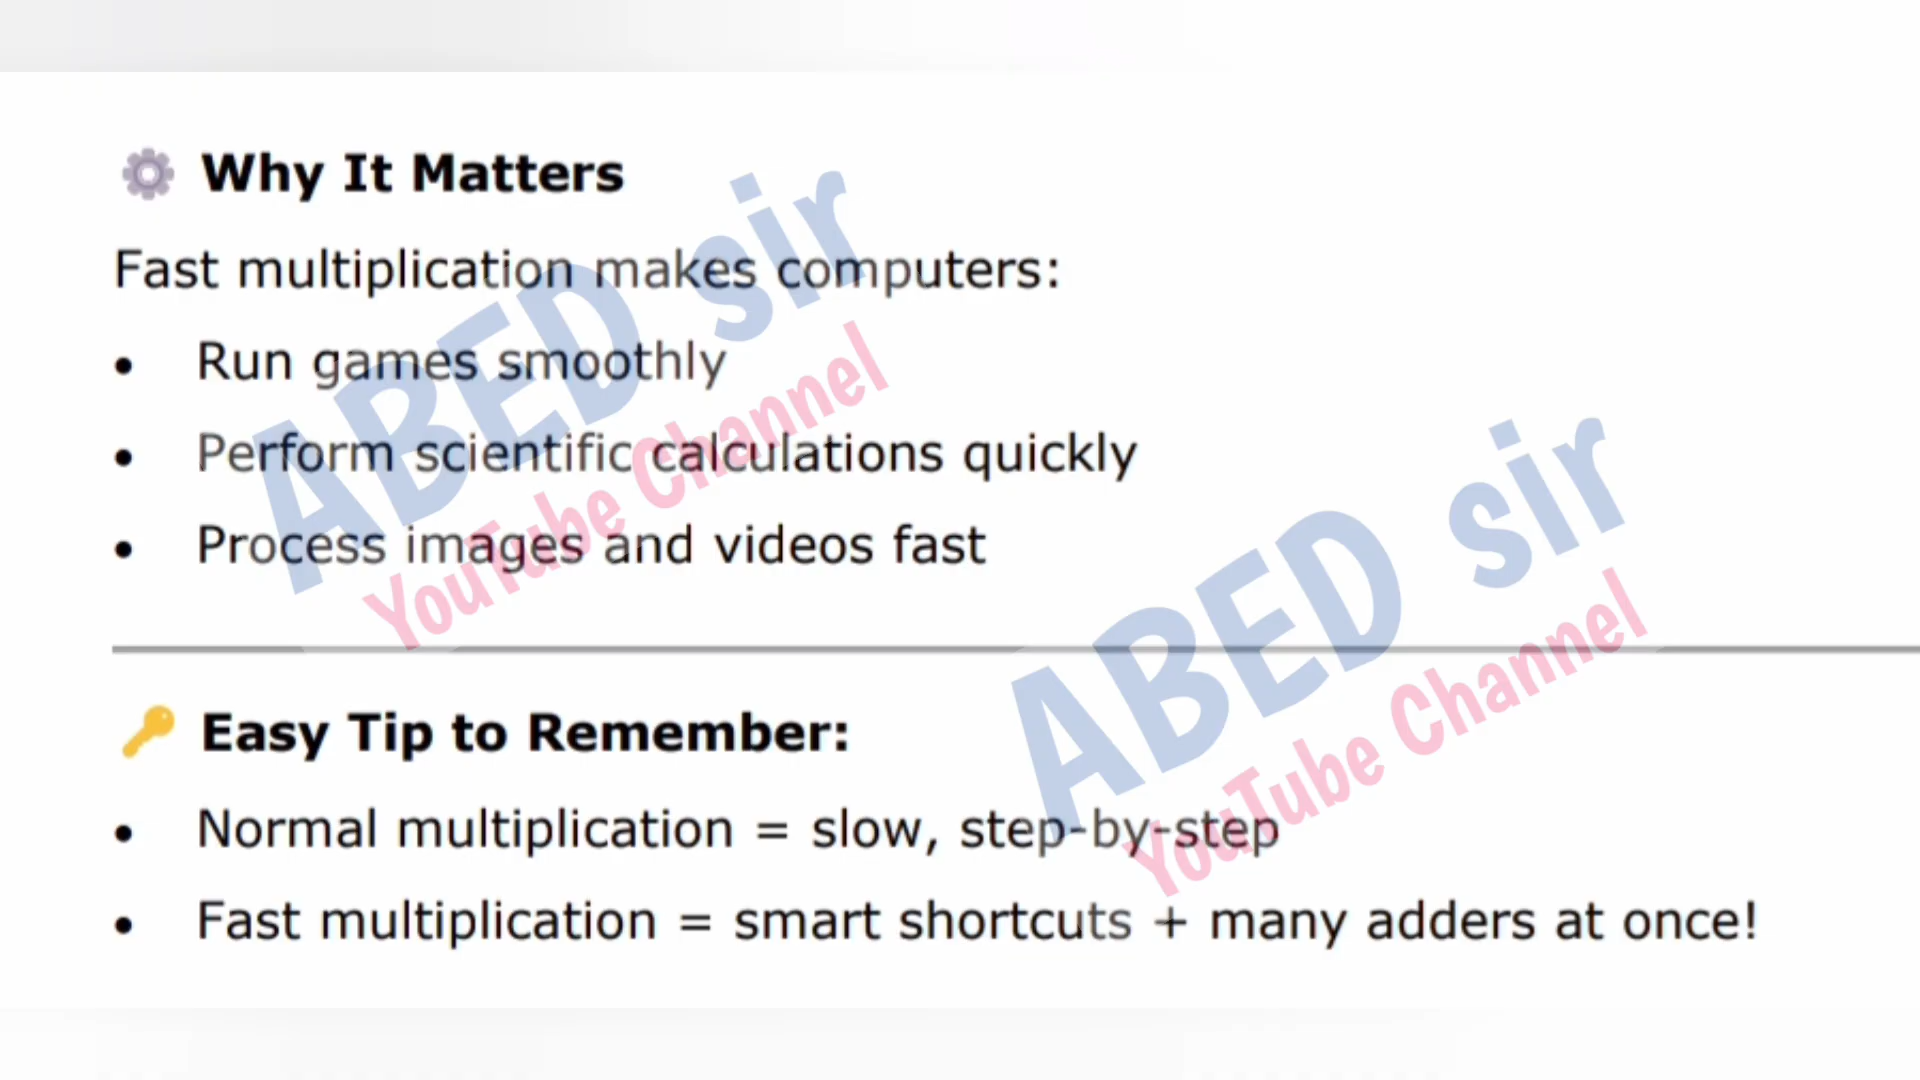 ⚙️ Why It Matters
Fast multiplication makes computers:
• Run games smoothly
• Perform scientific calculations quickly
• Process images and videos fast
🔑 Easy Tip to Remember:
• Normal multiplication = slow, step-by-step
• Fast multiplication = smart shortcuts + many adders at once!
ABED sir
YouTube Channel
ABED sir
YouTube Channel